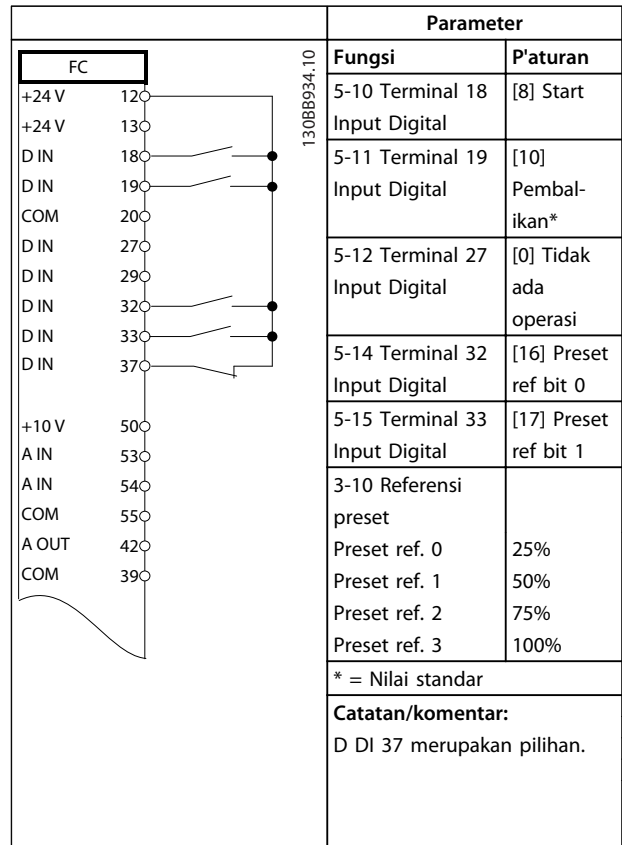 Parameter
FC
+24 V 12
+24 V 13
D IN 18
D IN 19
COM 20
D IN 27
D IN 29
D IN 32
D IN 33
D IN 37
+10 V 50
A IN 53
A IN 54
COM 55
A OUT 42
COM 39
130BB934.10
Fungsi P'aturan
5-10 Terminal 18 [8] Start
Input Digital
5-11 Terminal 19 [10]
Input Digital Pembal-
ikan*
5-12 Terminal 27 [0] Tidak
Input Digital ada
operasi
5-14 Terminal 32 [16] Preset
Input Digital ref bit 0
5-15 Terminal 33 [17] Preset
Input Digital ref bit 1
3-10 Referensi
preset
Preset ref. 0 25%
Preset ref. 1 50%
Preset ref. 2 75%
Preset ref. 3 100%
* = Nilai standar
Catatan/komentar:
D DI 37 merupakan pilihan.